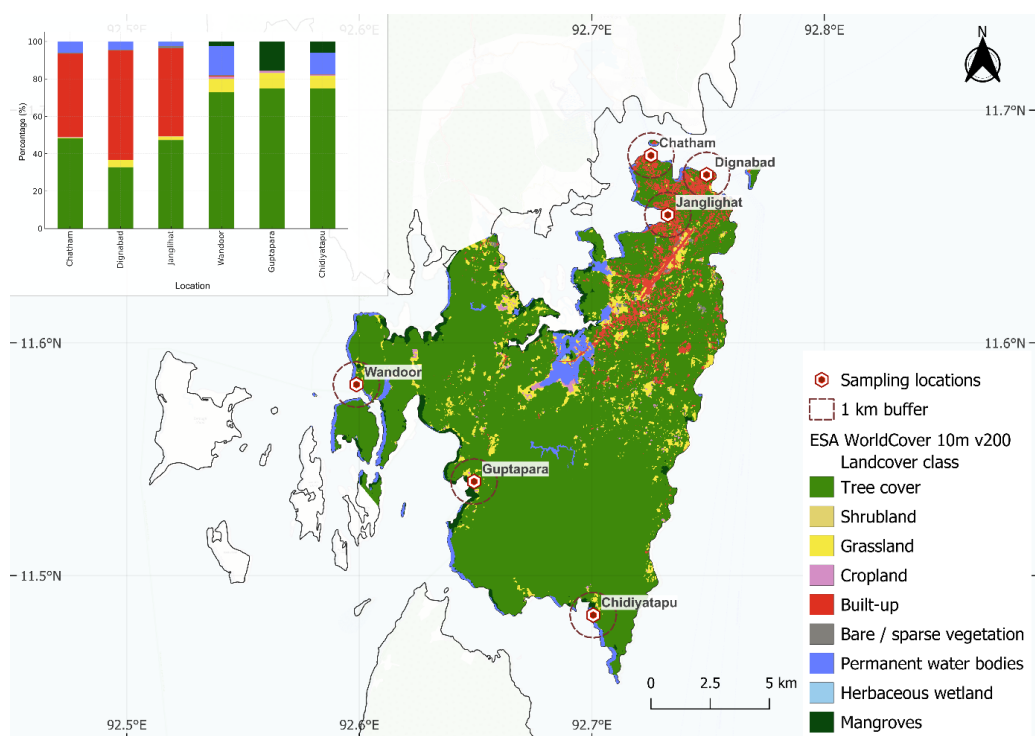 92.5°E
92.6°E
92.7°E
92.8°E
N
100
80
60
40
20
0
Percentage (%)
Chatham
Dignabad
Janglihat
Wandoor
Guptapara
Chidiyatapu
Location
11.7°N
11.7°N
11.6°N
11.6°N
11.5°N
11.5°N
Chatham
Dignabad
Janglighat
Wandoor
Guptapara
Chidiyatapu
Sampling locations
1 km buffer
ESA WorldCover 10m v200
Landcover class
Tree cover
Shrubland
Grassland
Cropland
Built-up
Bare / sparse vegetation
Permanent water bodies
Herbaceous wetland
Mangroves
0 2.5 5 km
92.5°E
92.6°E
92.7°E